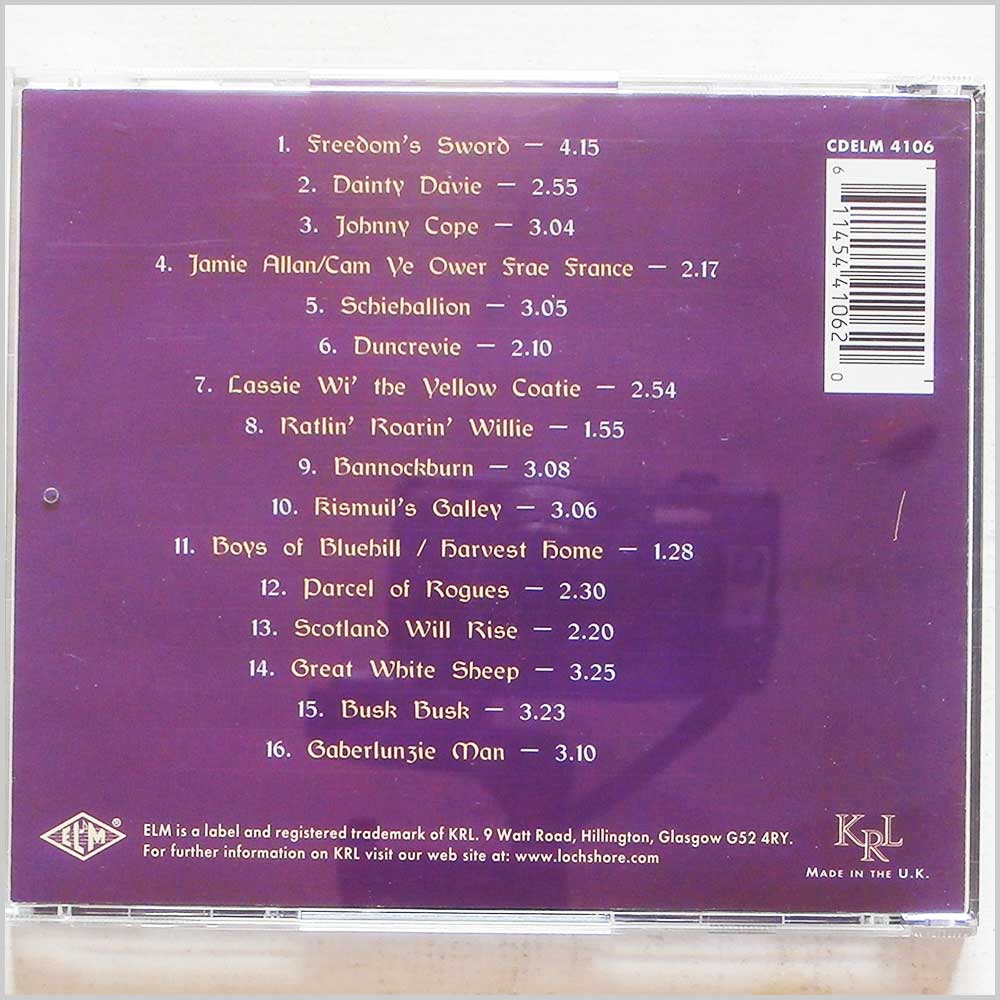 1. Freedom's Sword – 4.15
2. Dainty Davie – 2.55
3. Johnny Cope – 3.04
4. Jamie Allan/Cam Ye Ower Frae France – 2.17
5. Schiehallion – 3.05
6. Duncrevie – 2.10
7. Lassie Wi' the Yellow Coatie – 2.54
8. Ratlin' Roarin' Willie – 1.55
9. Bannockburn – 3.08
10. Kismuil's Galley – 3.06
11. Boys of Bluehill / Harvest Home – 1.28
12. Parcel of Rogues – 2.30
13. Scotland Will Rise – 2.20
14. Great White Sheep – 3.25
15. Busk Busk – 3.23
16. Gaberlunzie Man – 3.10
CDELM 4106
6 11454 41062 0
ELM®
ELM is a label and registered trademark of KRL. 9 Watt Road, Hillington, Glasgow G52 4RY.
For further information on KRL visit our web site at: www.lochshore.com
KRL
MADE IN THE U.K.